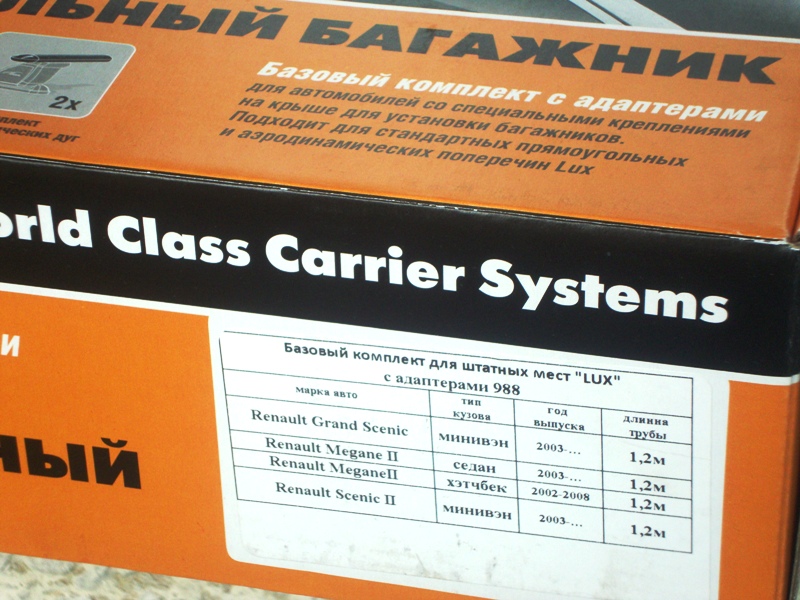 ЛЬНЫЙ БАГАЖНИК
2x
Базовый комплект с адаптерами
для автомобилей со специальными креплениями
на крыше для установки багажников.
Подходит для стандартных прямоугольных
и аэродинамических поперечин Lux
плект
ческих дуг
orld Class Carrier Systems
и
ный
Базовый комплект для штатных мест "LUX"
с адаптерами 988
марка авто тип кузова год выпуска длинна трубы
Renault Grand Scenic минивэн 2003-... 1,2м
Renault Megane II седан 2003-... 1,2м
Renault MeganeII хэтчбек 2002-2008 1,2м
Renault Scenic II минивэн 2003-... 1,2м